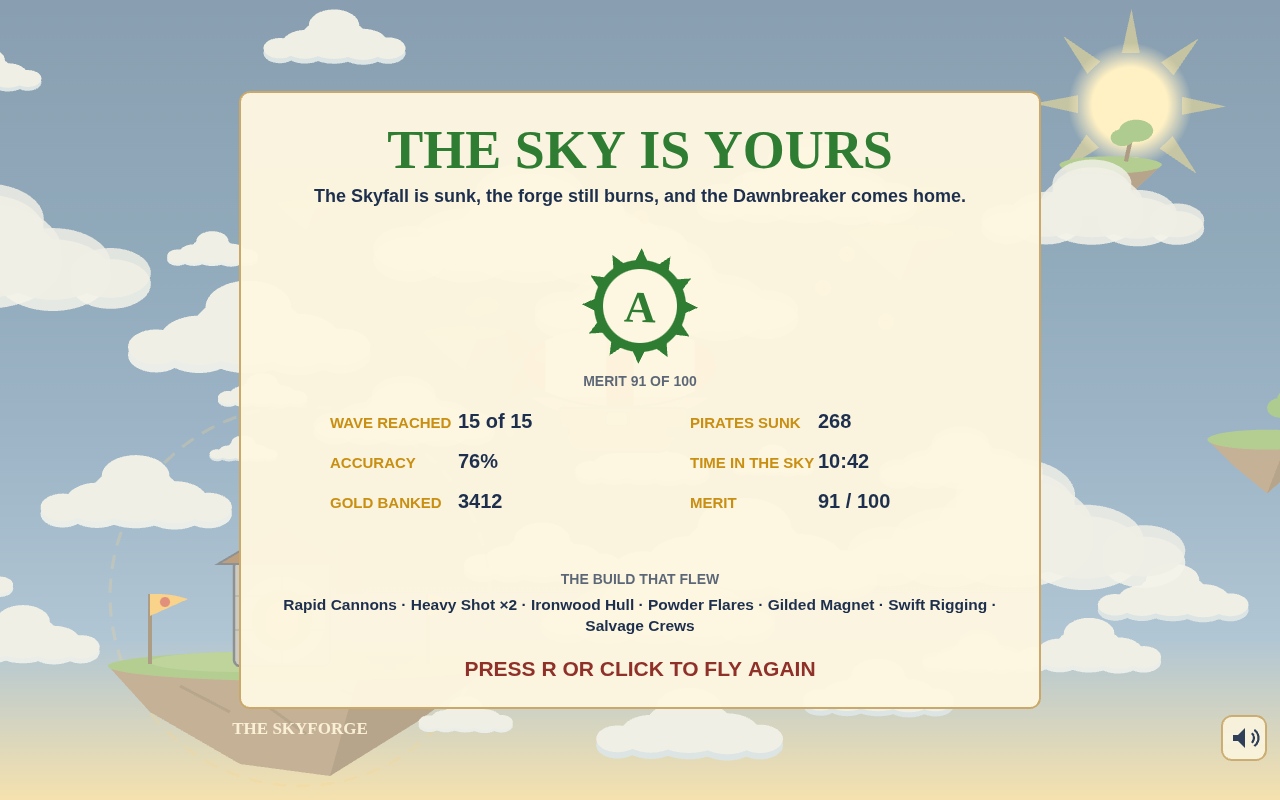 THE SKY IS YOURS
The Skyfall is sunk, the forge still burns, and the Dawnbreaker comes home.
A
MERIT 91 OF 100
WAVE REACHED 15 of 15 PIRATES SUNK 268
ACCURACY 76% TIME IN THE SKY 10:42
GOLD BANKED 3412 MERIT 91 / 100
THE BUILD THAT FLEW
Rapid Cannons · Heavy Shot ×2 · Ironwood Hull · Powder Flares · Gilded Magnet · Swift Rigging ·
Salvage Crews
PRESS R OR CLICK TO FLY AGAIN
THE SKYFORGE